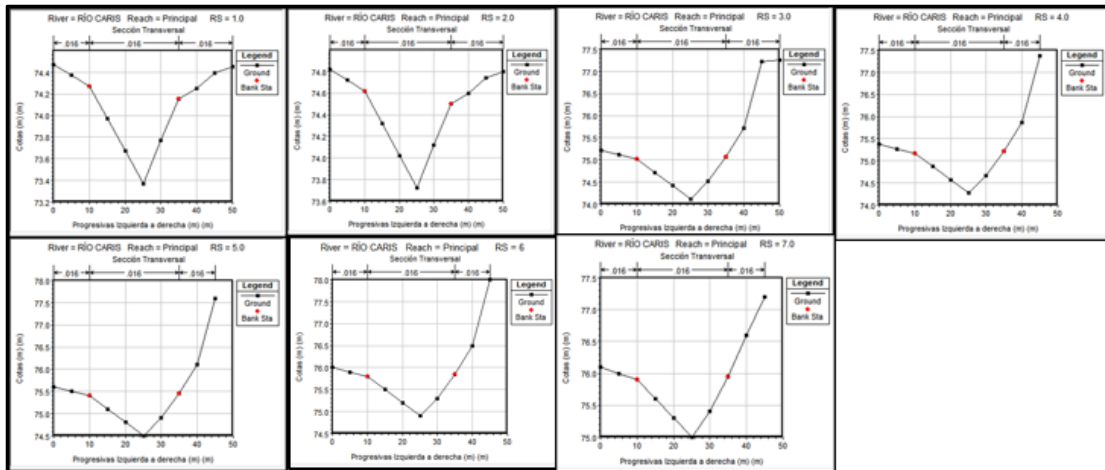 River = RÍO CARIS Reach = Principal RS = 1.0
Sección Transversal
.016 .016 .016
Legend
Ground
Bank Sta
Cotas (m) (m)
74.4
74.2
74.0
73.8
73.6
73.4
73.2
0 10 20 30 40 50
Progresivas Izquierda a derecha (m) (m)
River = RÍO CARIS Reach = Principal RS = 2.0
Sección Transversal
.016 .016 .016
Legend
Ground
Bank Sta
Cotas (m) (m)
74.8
74.6
74.4
74.2
74.0
73.8
73.6
0 10 20 30 40 50
Progresivas Izquierda a derecha (m) (m)
River = RÍO CARIS Reach = Principal RS = 3.0
Sección Transversal
.016 .016 .016
Legend
Ground
Bank Sta
Cotas (m) (m)
77.5
77.0
76.5
76.0
75.5
75.0
74.5
74.0
0 10 20 30 40 50
Progresivas Izquierda a derecha (m) (m)
River = RÍO CARIS Reach = Principal RS = 4.0
Sección Transversal
.016 .016 .016
Legend
Ground
Bank Sta
Cotas (m) (m)
77.5
77.0
76.5
76.0
75.5
75.0
74.5
74.0
0 10 20 30 40 50
Progresivas Izquierda a derecha (m) (m)
River = RÍO CARIS Reach = Principal RS = 5.0
Sección Transversal
.016 .016 .016
Legend
Ground
Bank Sta
Cotas (m) (m)
78.0
77.5
77.0
76.5
76.0
75.5
75.0
74.5
0 10 20 30 40 50
Progresivas Izquierda a derecha (m) (m)
River = RÍO CARIS Reach = Principal RS = 6
Sección Transversal
.016 .016 .016
Legend
Ground
Bank Sta
Cotas (m) (m)
78.0
77.5
77.0
76.5
76.0
75.5
75.0
74.5
0 10 20 30 40 50
Progresivas Izquierda a derecha (m) (m)
River = RÍO CARIS Reach = Principal RS = 7.0
Sección Transversal
.016 .016 .016
Legend
Ground
Bank Sta
Cotas (m) (m)
77.5
77.0
76.5
76.0
75.5
75.0
0 10 20 30 40 50
Progresivas Izquierda a derecha (m) (m)